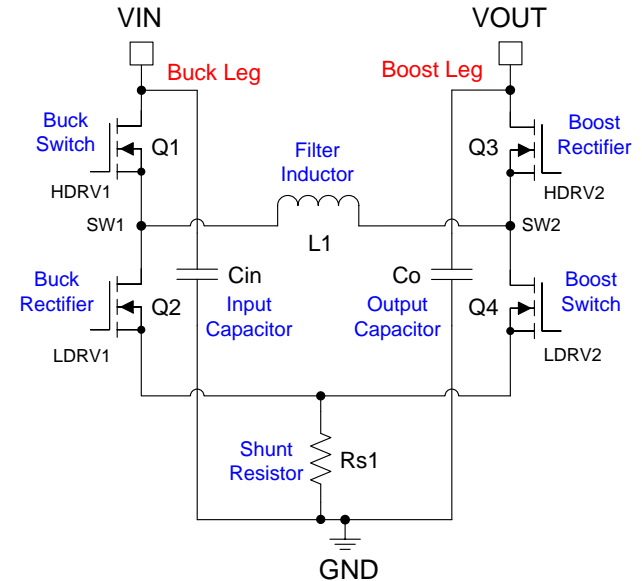 VIN
VOUT
Buck Leg
Boost Leg
Buck
Switch
Q1
HDRV1
Filter
Inductor
Q3
Boost
Rectifier
HDRV2
SW1
L1
SW2
Buck
Rectifier
Q2
LDRV1
Cin
Input
Capacitor
Co
Output
Capacitor
Q4
Boost
Switch
LDRV2
Shunt
Resistor
Rs1
GND